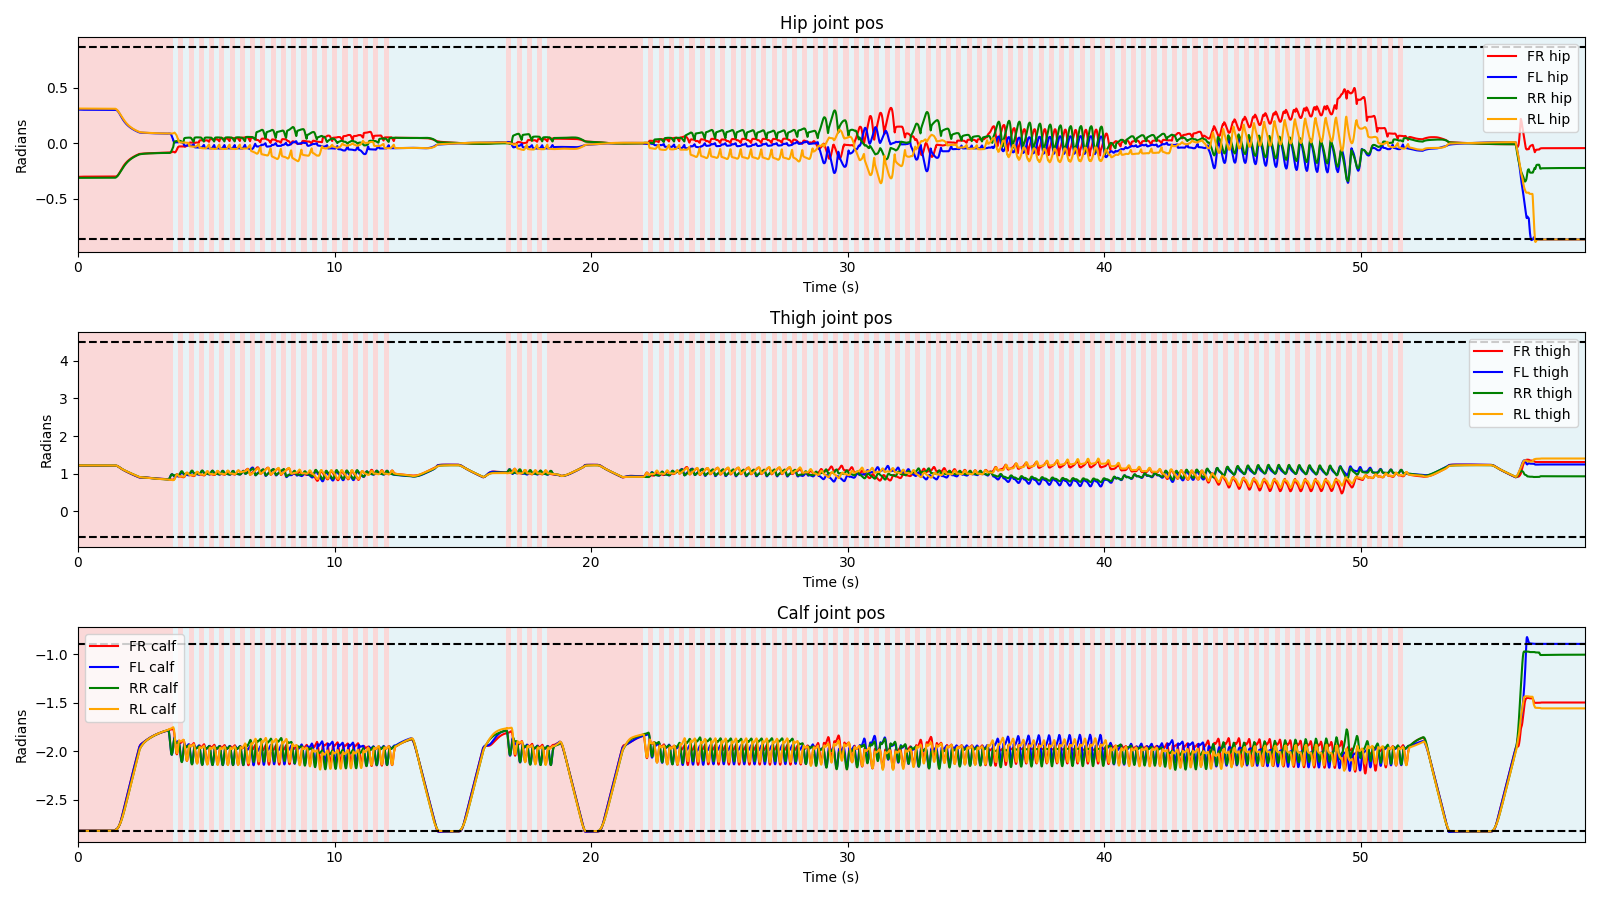 Hip joint pos
0.5
0.0
−0.5
Radians
FR hip
FL hip
RR hip
RL hip
0 10 20 30 40 50
Time (s)
Thigh joint pos
4
3
2
1
0
Radians
FR thigh
FL thigh
RR thigh
RL thigh
0 10 20 30 40 50
Time (s)
Calf joint pos
−1.0
−1.5
−2.0
−2.5
Radians
FR calf
FL calf
RR calf
RL calf
0 10 20 30 40 50
Time (s)